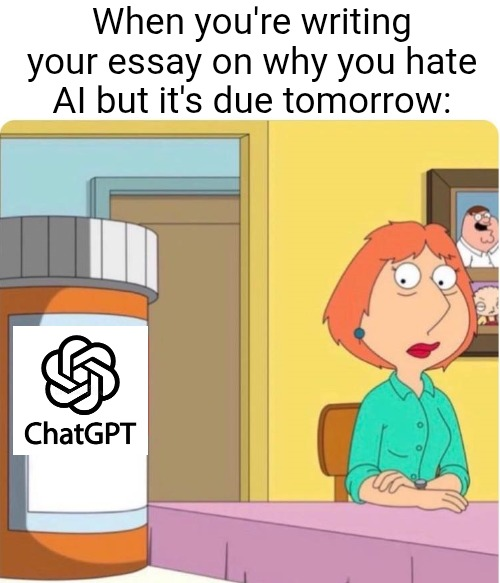 When you're writing
your essay on why you hate
AI but it's due tomorrow:
ChatGPT